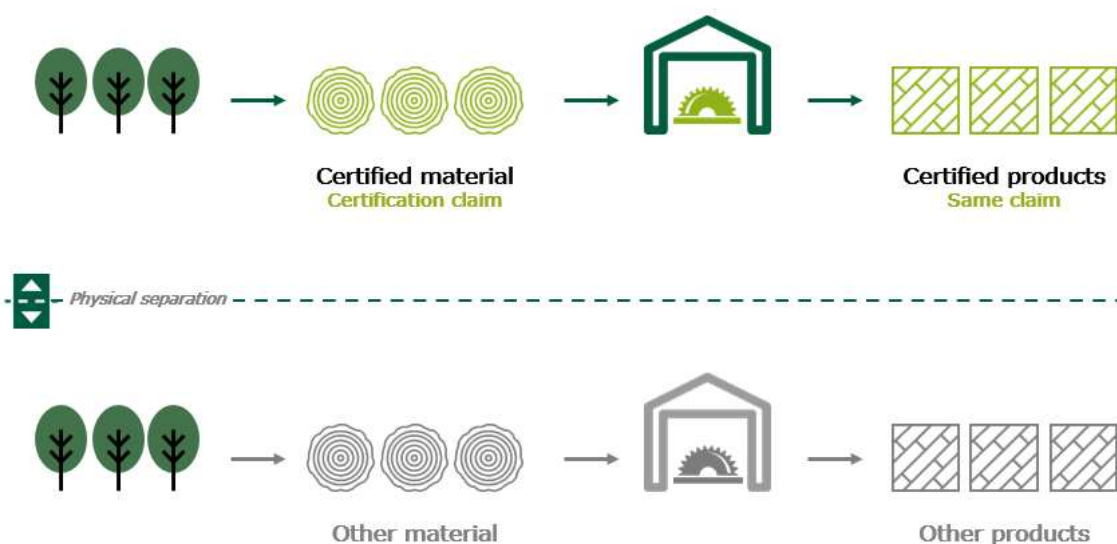 Certified material
Certification claim
Certified products
Same claim
Physical separation
Other material
Other products